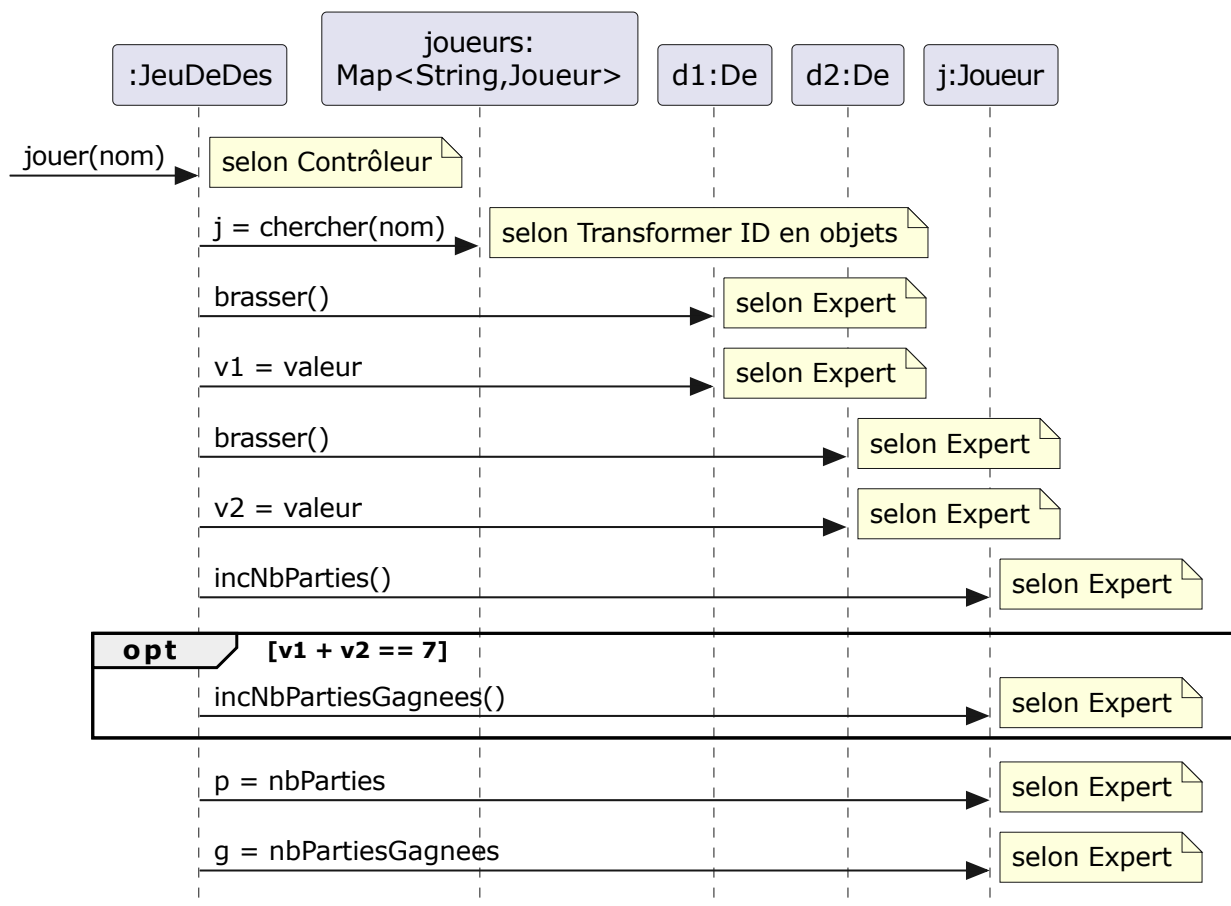 :JeuDeDes
joueurs:
Map<String,Joueur>
d1:De
d2:De
j:Joueur
jouer(nom)
selon Contrôleur
j = chercher(nom)
selon Transformer ID en objets
brasser()
selon Expert
v1 = valeur
selon Expert
brasser()
selon Expert
v2 = valeur
selon Expert
incNbParties()
selon Expert
opt
[v1 + v2 == 7]
incNbPartiesGagnees()
selon Expert
p = nbParties
selon Expert
g = nbPartiesGagnees
selon Expert